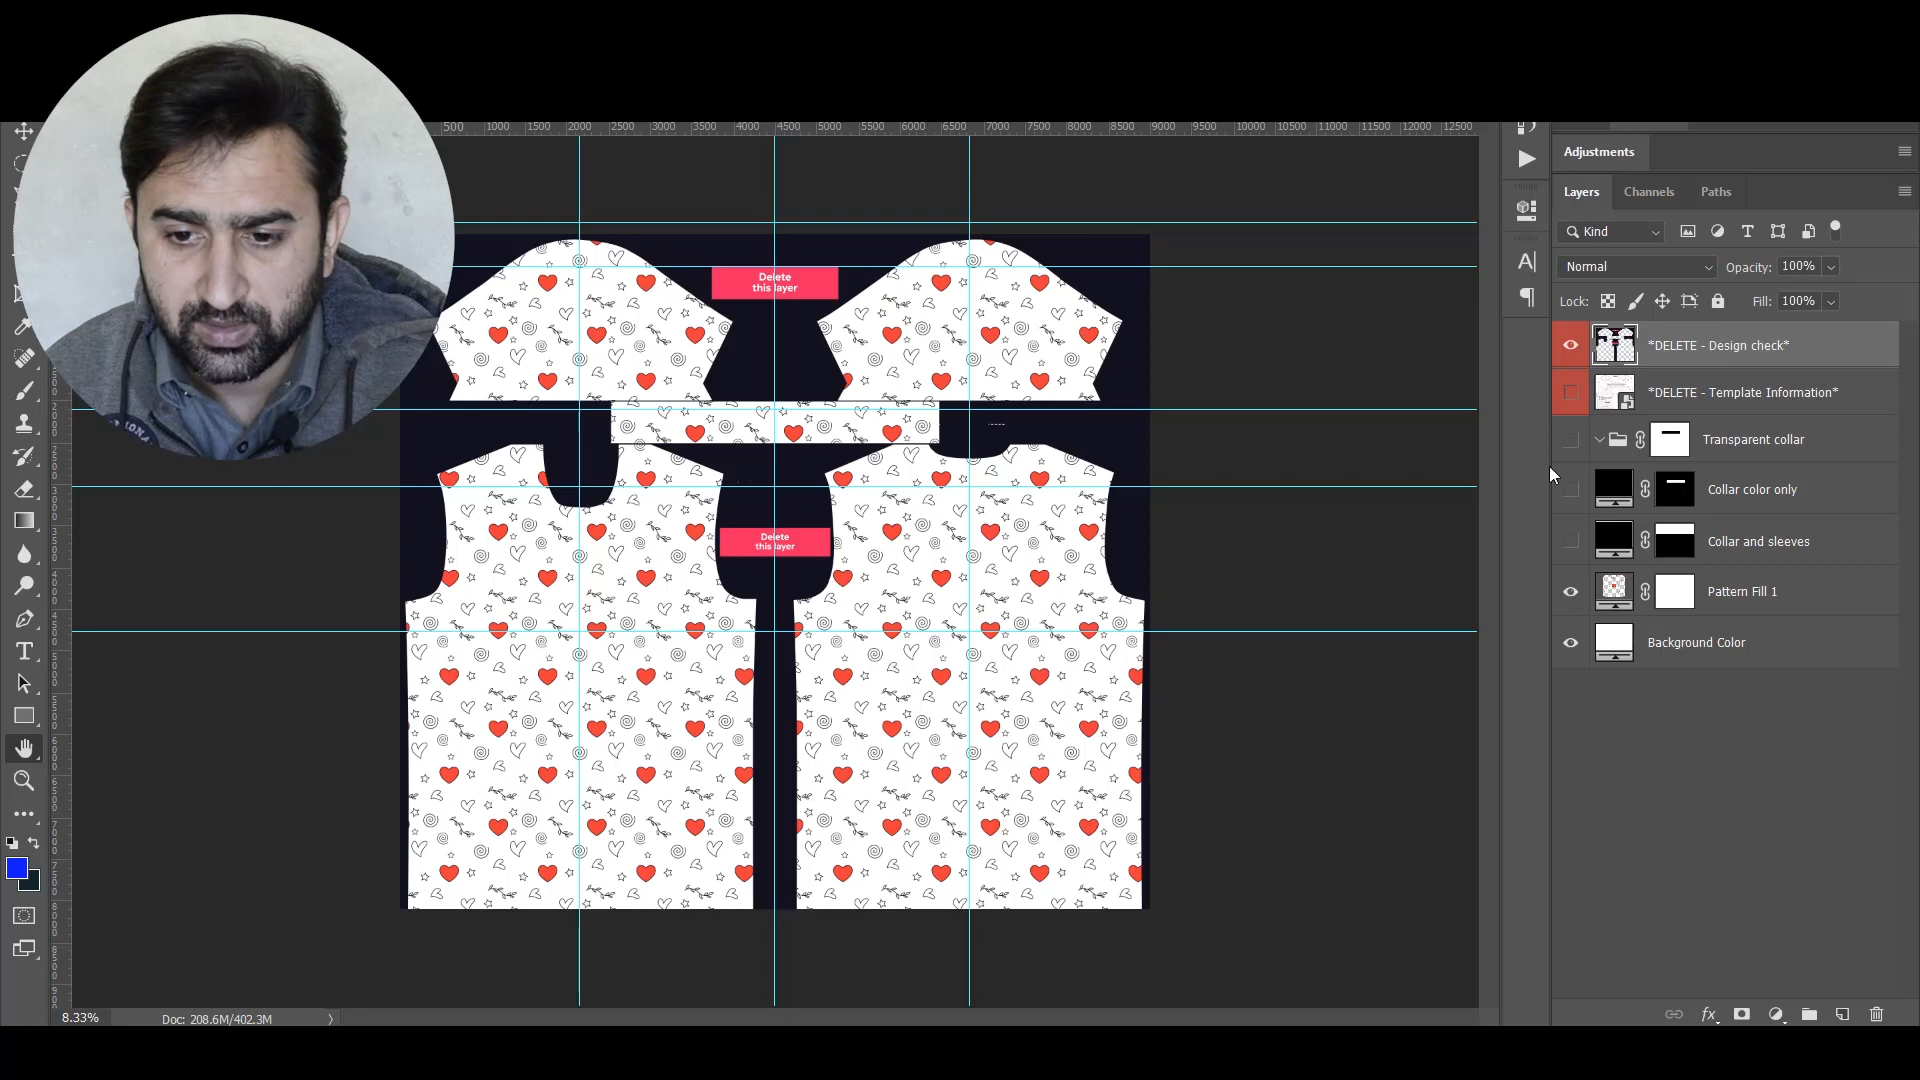 500 1000 1500 2000 2500 3000 3500 4000 4500 5000 5500 6000 6500 7000 7500 8000 8500 9000 9500 10000 10500 11000 11500 12000 12500
Adjustments
Layers Channels Paths
Kind
Normal Opacity: 100%
Lock: Fill: 100%
*DELETE - Design check*
*DELETE - Template Information*
Transparent collar
Collar color only
Collar and sleeves
Pattern Fill 1
Background Color
Delete
this layer
Delete
this layer
8.33% Doc: 208.6M/402.3M